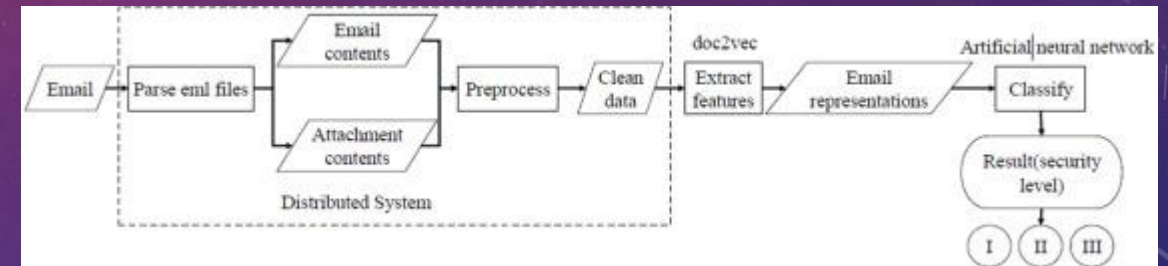 Email
Parse eml files
Email
contents
Attachment
contents
Distributed System
Preprocess
Clean
data
doc2vec
Extract
features
Email
representations
Artificial neural network
Classify
Result(security
level)
I II III